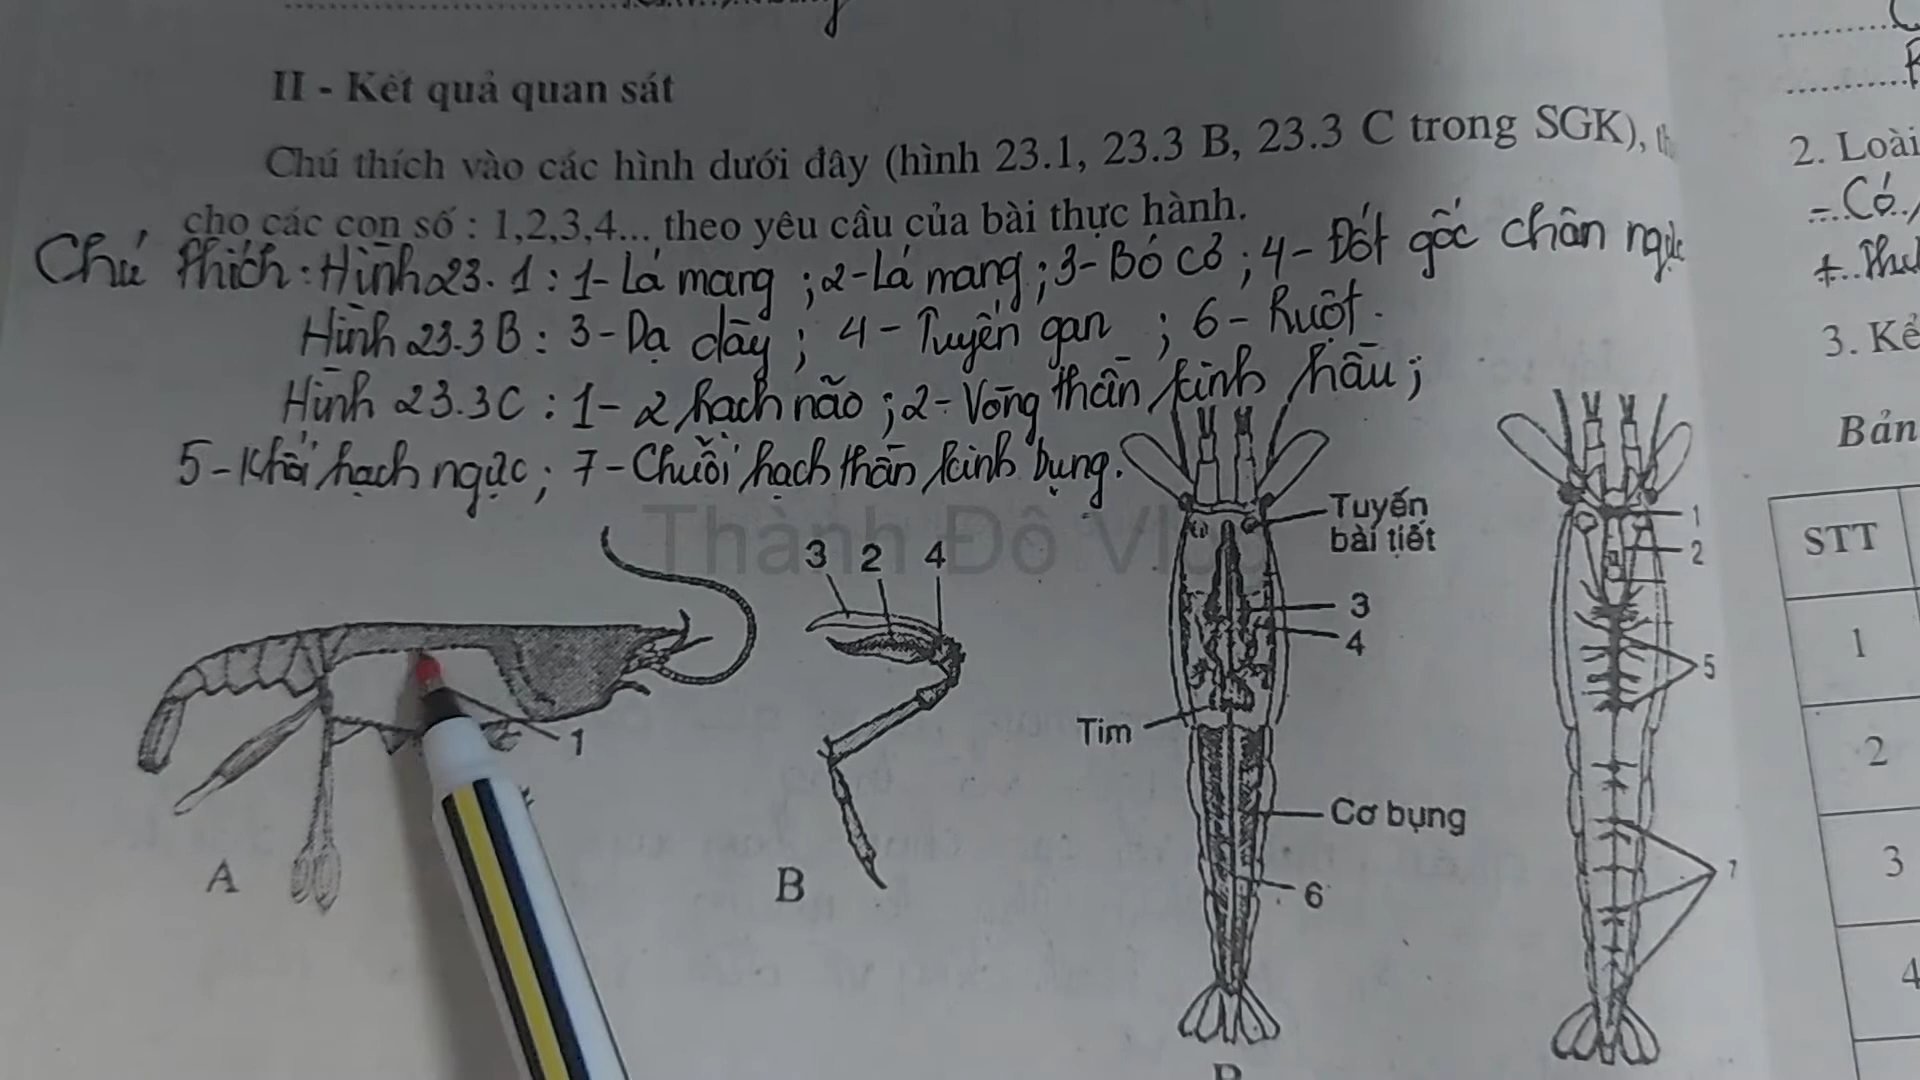 II - Kết quả quan sát
Chú thích vào các hình dưới đây (hình 23.1, 23.3 B, 23.3 C trong SGK),
cho các con số : 1,2,3,4... theo yêu cầu của bài thực hành.
Chú thích: Hình 23.1 : 1- Lá mang ; 2- Lá mang ; 3- Bó cơ ; 4- Đốt gốc chân ngực
Hình 23.3B : 3- Dạ dày ; 4- Tuyến gan ; 6- Ruột.
Hình 23.3C : 1- 2 hạch não ; 2- Vòng thần kinh hầu ;
5- Khối hạch ngực ; 7- Chuỗi hạch thần kinh bụng.
Thành Đô Vl
3 2 4
1
A
B
Tuyến
bài tiết
3
4
Tim
Cơ bụng
6
1
2
5
7
2. Loài
- Có
+
3. Kể
Bản
STT
1
2
3
4